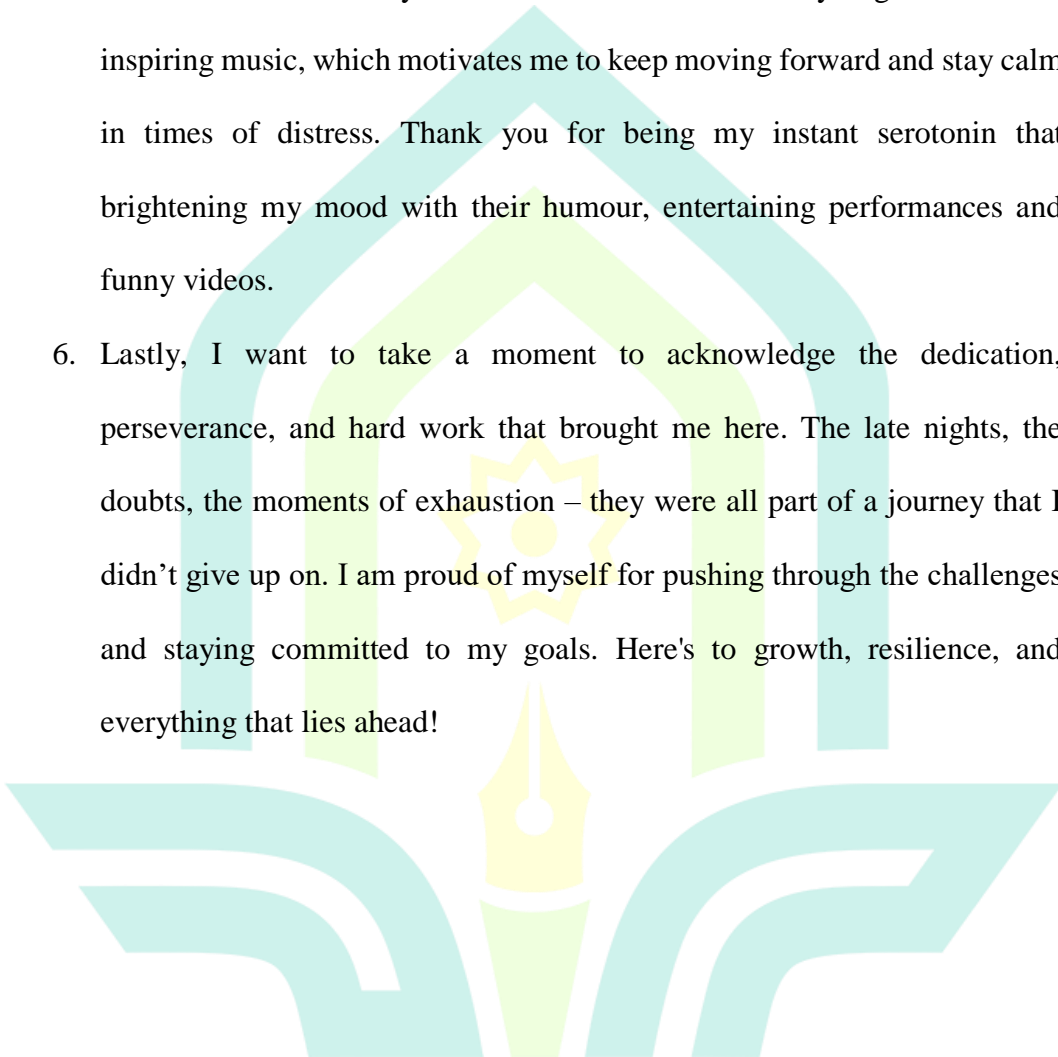 inspiring music, which motivates me to keep moving forward and stay calm
in times of distress. Thank you for being my instant serotonin that
brightening my mood with their humour, entertaining performances and
funny videos.
6. Lastly, I want to take a moment to acknowledge the dedication,
perseverance, and hard work that brought me here. The late nights, the
doubts, the moments of exhaustion – they were all part of a journey that I
didn’t give up on. I am proud of myself for pushing through the challenges
and staying committed to my goals. Here's to growth, resilience, and
everything that lies ahead!